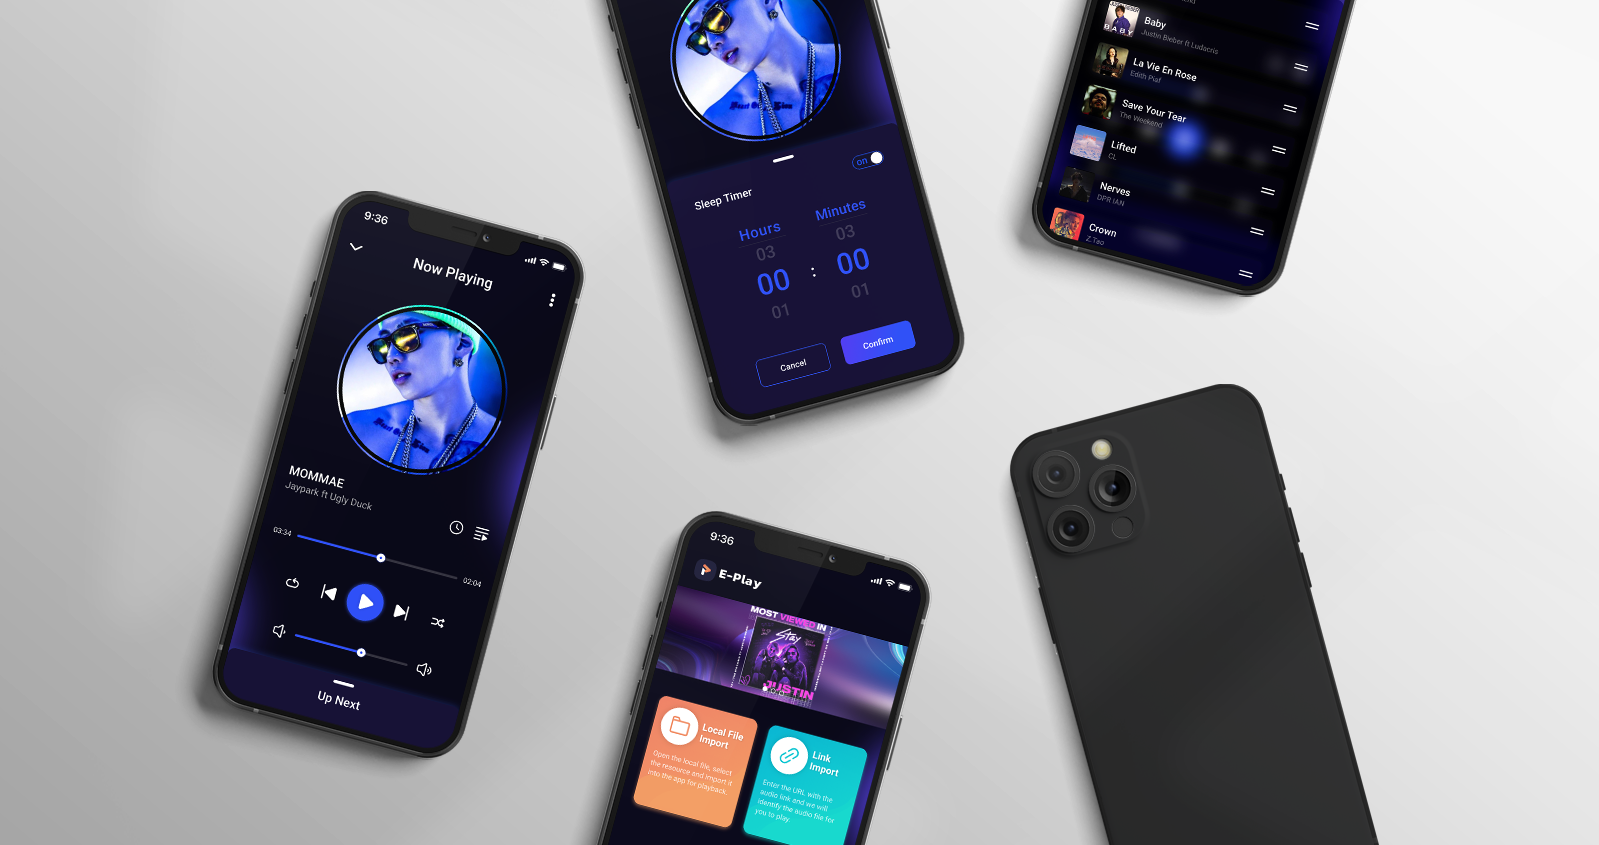 9:36
Now Playing
MOMMAE
Jaypark ft Ugly Duck
03:34
02:04
Up Next
on
Sleep Timer
Hours
Minutes
03
03
00 : 00
01
01
Cancel
Confirm
Baby
Justin Bieber ft Ludacris
La Vie En Rose
Edith Piaf
Save Your Tear
The Weekend
Lifted
CL
Nerves
DPR IAN
Crown
Z.Tao
BABY
9:36
E-Play
MOST VIEWED IN
Stay
JUSTIN
Local File
Import
Open the local file, select
the resource and import it
into the app for playback,
Link
Import
Enter the URL with the
audio link and we will
identify the audio file for
you to play.